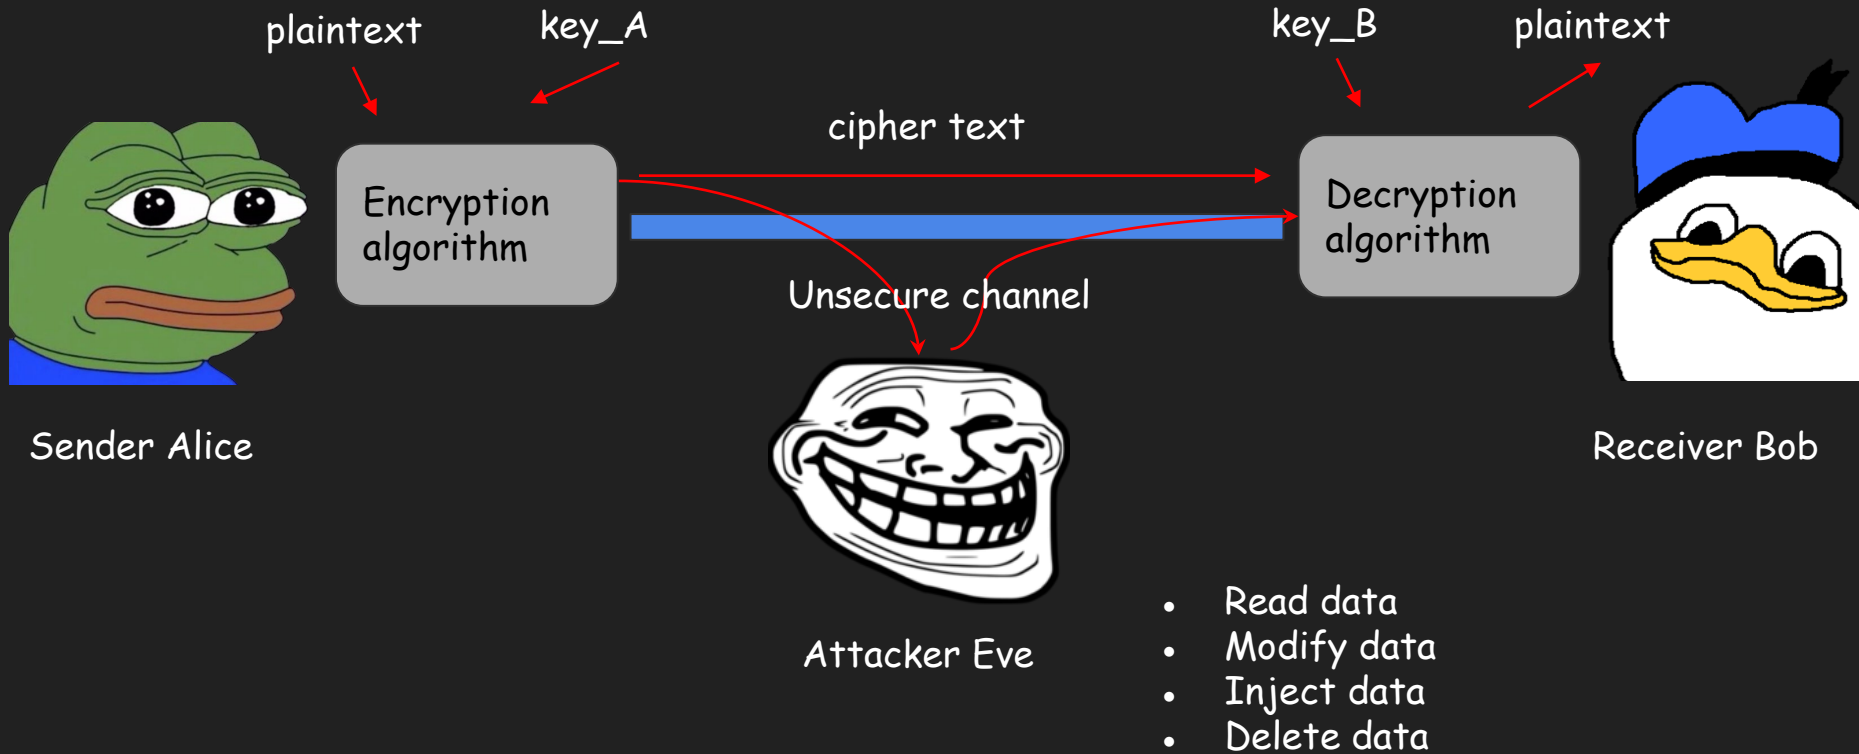 plaintext
key_A
key_B
plaintext
cipher text
Encryption
algorithm
Decryption
algorithm
Unsecure channel
Sender Alice
Receiver Bob
Attacker Eve
• Read data
• Modify data
• Inject data
• Delete data